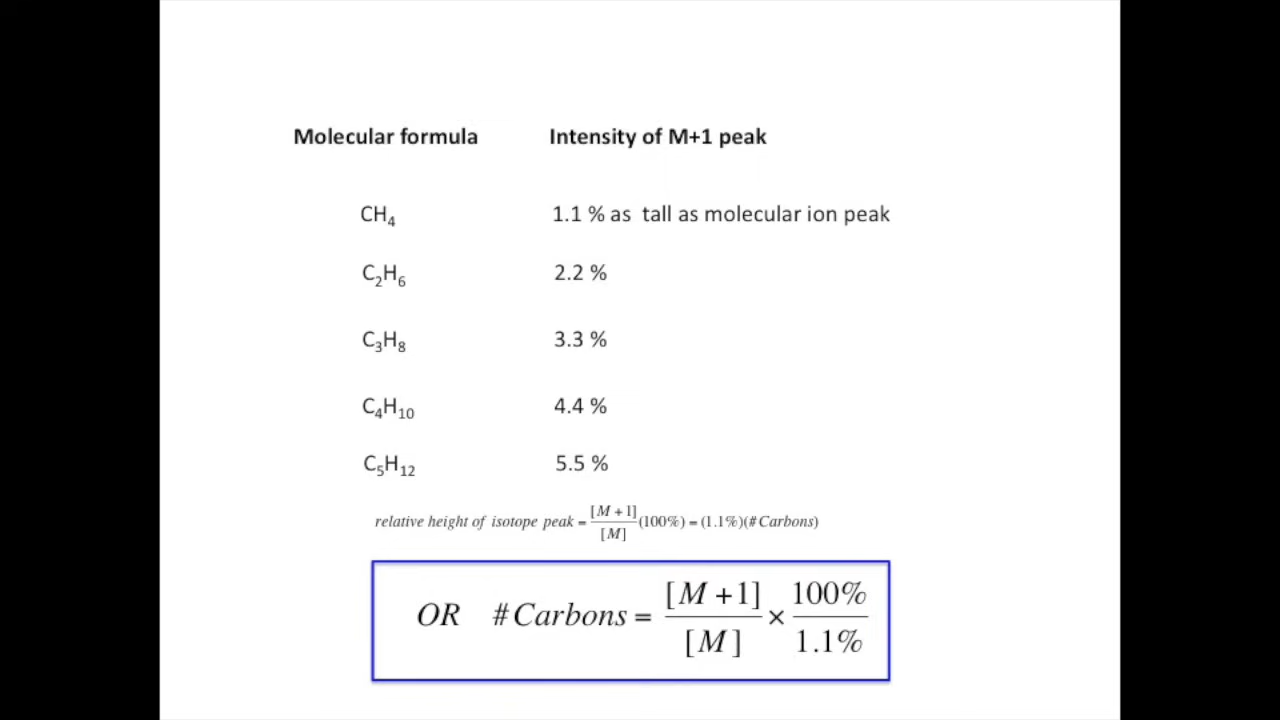 Molecular formula Intensity of M+1 peak
CH₄ 1.1 % as tall as molecular ion peak
C₂H₆ 2.2 %
C₃H₈ 3.3 %
C₄H₁₀ 4.4 %
C₅H₁₂ 5.5 %
relative height of isotope peak = [M +1]/[M] (100%) = (1.1%)(# Carbons)
OR # Carbons = [M +1]/[M] × 100%/1.1%